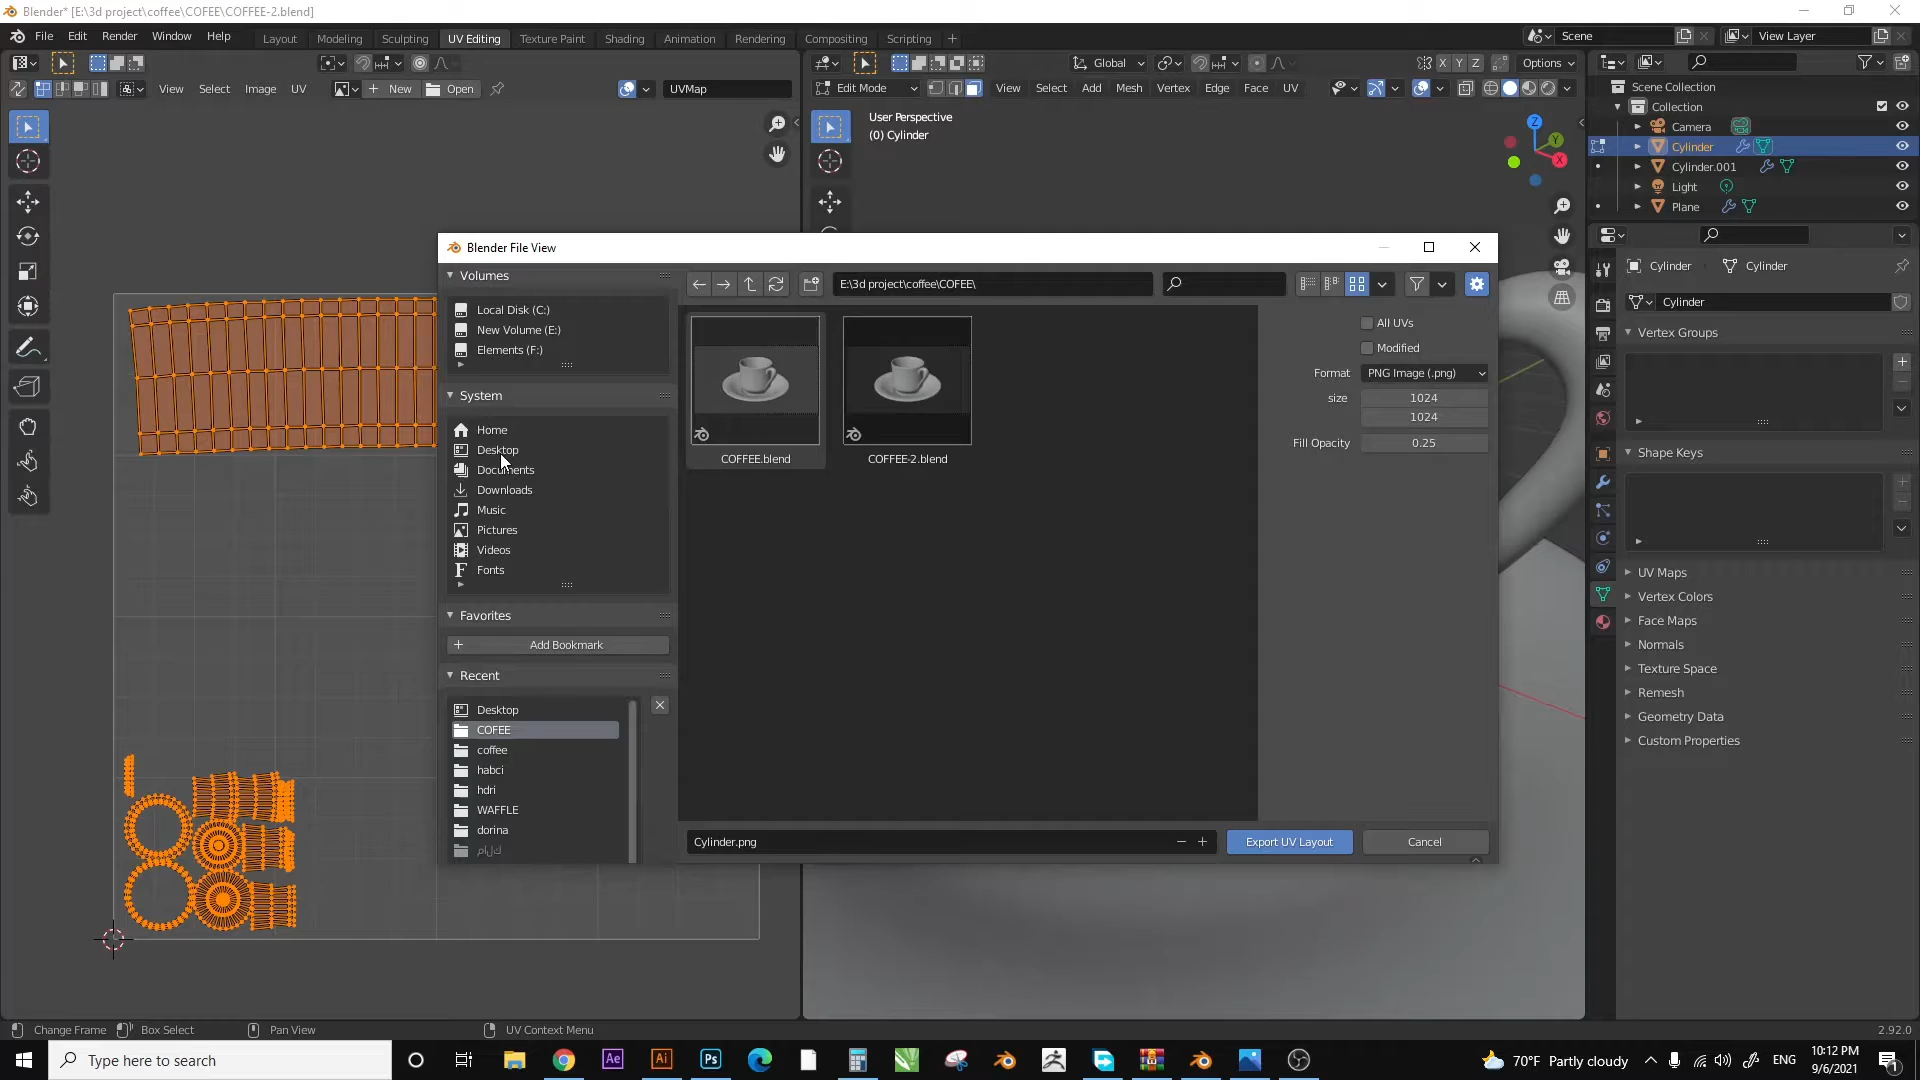 Blender* [E:\3d project\coffee\COFEE\COFFEE-2.blend]
File Edit Render Window Help Layout Modeling Sculpting UV Editing Texture Paint Shading Animation Rendering Compositing Scripting Scene View Layer
Global Options
X Y Z
View Select Image UV New Open UVMap
Edit Mode View Select Add Mesh Vertex Edge Face UV
User Perspective
(0) Cylinder
Z
Y
X
Scene Collection
Collection
Camera
Cylinder
Cylinder.001
Light
Plane
Blender File View
Volumes
Local Disk (C:)
New Volume (E:)
Elements (F:)
System
Home
Desktop
Documents
Downloads
Music
Pictures
Videos
Fonts
Favorites
Add Bookmark
Recent
Desktop
COFEE
coffee
habci
hdri
WAFFLE
dorina
E:\3d project\coffee\COFEE\
COFFEE.blend
COFFEE-2.blend
All UVs
Modified
Format PNG Image (.png)
size 1024
1024
Fill Opacity 0.25
Cylinder.png
Export UV Layout
Cancel
Cylinder Cylinder
Cylinder
Vertex Groups
Shape Keys
UV Maps
Vertex Colors
Face Maps
Normals
Texture Space
Remesh
Geometry Data
Custom Properties
Change Frame Box Select Pan View UV Context Menu 2.92.0
Type here to search
Ae
Ai
Ps
70°F Partly cloudy
ENG
10:12 PM
9/6/2021
1